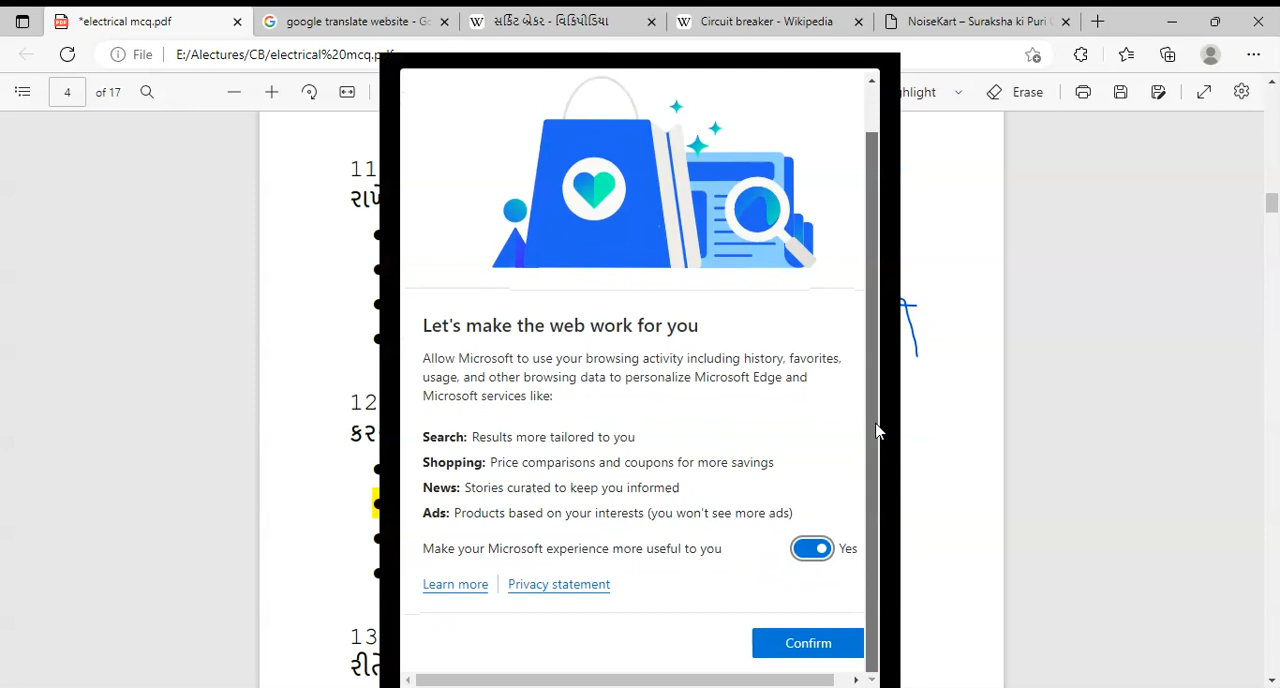 *electrical mcq.pdf
google translate website - Go
સર્કિટ બ્રેકર - વિકિપીડિયા
Circuit breaker - Wikipedia
NoiseKart – Suraksha ki Puri
File
E:/Alectures/CB/electrical%20mcq.pdf
4
of 17
hlight
Erase
11
રાખે
12
કર
13
રીતે
Let's make the web work for you
Allow Microsoft to use your browsing activity including history, favorites,
usage, and other browsing data to personalize Microsoft Edge and
Microsoft services like:
Search: Results more tailored to you
Shopping: Price comparisons and coupons for more savings
News: Stories curated to keep you informed
Ads: Products based on your interests (you won't see more ads)
Make your Microsoft experience more useful to you
Yes
Learn more
Privacy statement
Confirm